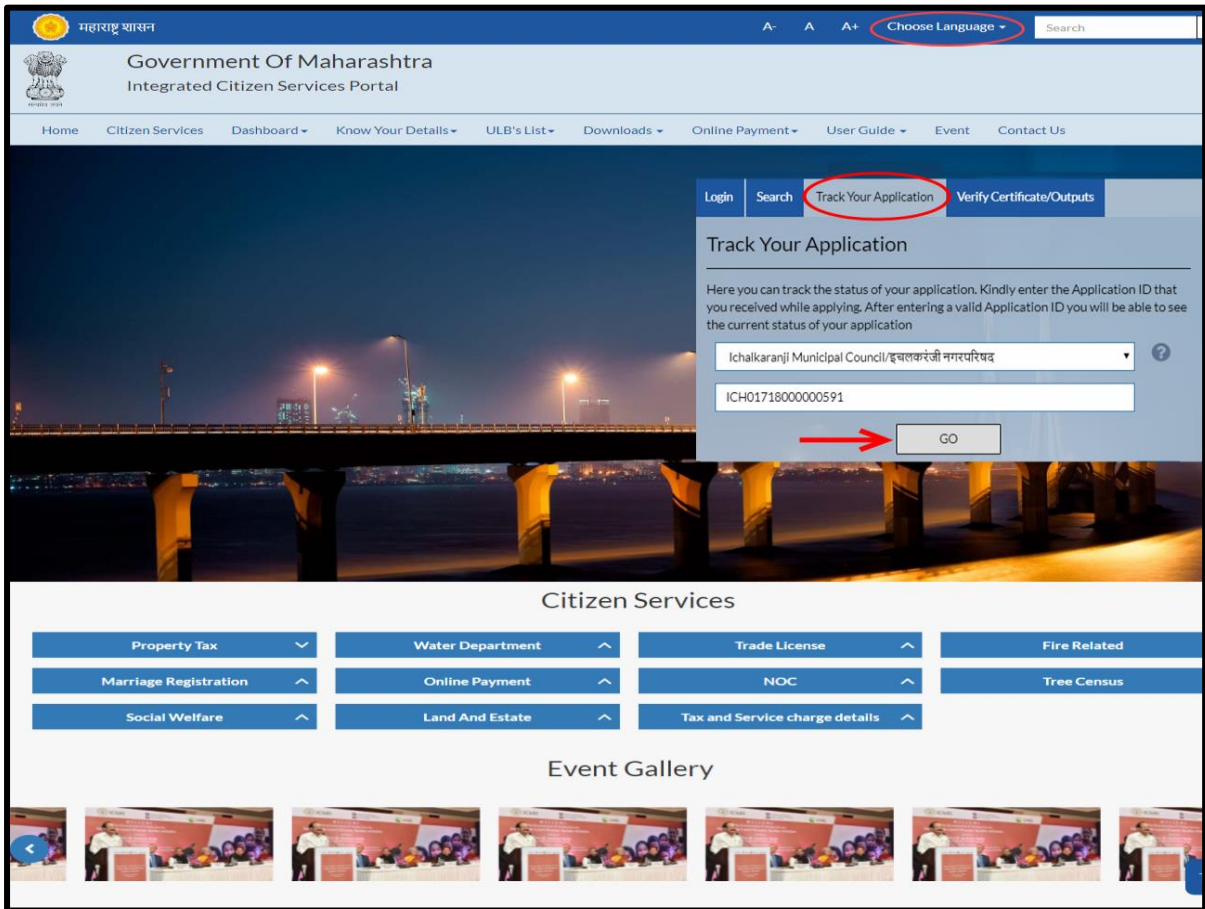 महाराष्ट्र शासन A- A A+ Choose Language Search
Government Of Maharashtra
Integrated Citizen Services Portal
Home Citizen Services Dashboard Know Your Details ULB's List Downloads Online Payment User Guide Event Contact Us
Login Search Track Your Application Verify Certificate/Outputs
Track Your Application
Here you can track the status of your application. Kindly enter the Application ID that
you received while applying. After entering a valid Application ID you will be able to see
the current status of your application
Ichalkaranji Municipal Council/इचलकरंजी नगरपरिषद
ICH01718000000591
GO
Citizen Services
Property Tax Water Department Trade License Fire Related
Marriage Registration Online Payment NOC Tree Census
Social Welfare Land And Estate Tax and Service charge details
Event Gallery